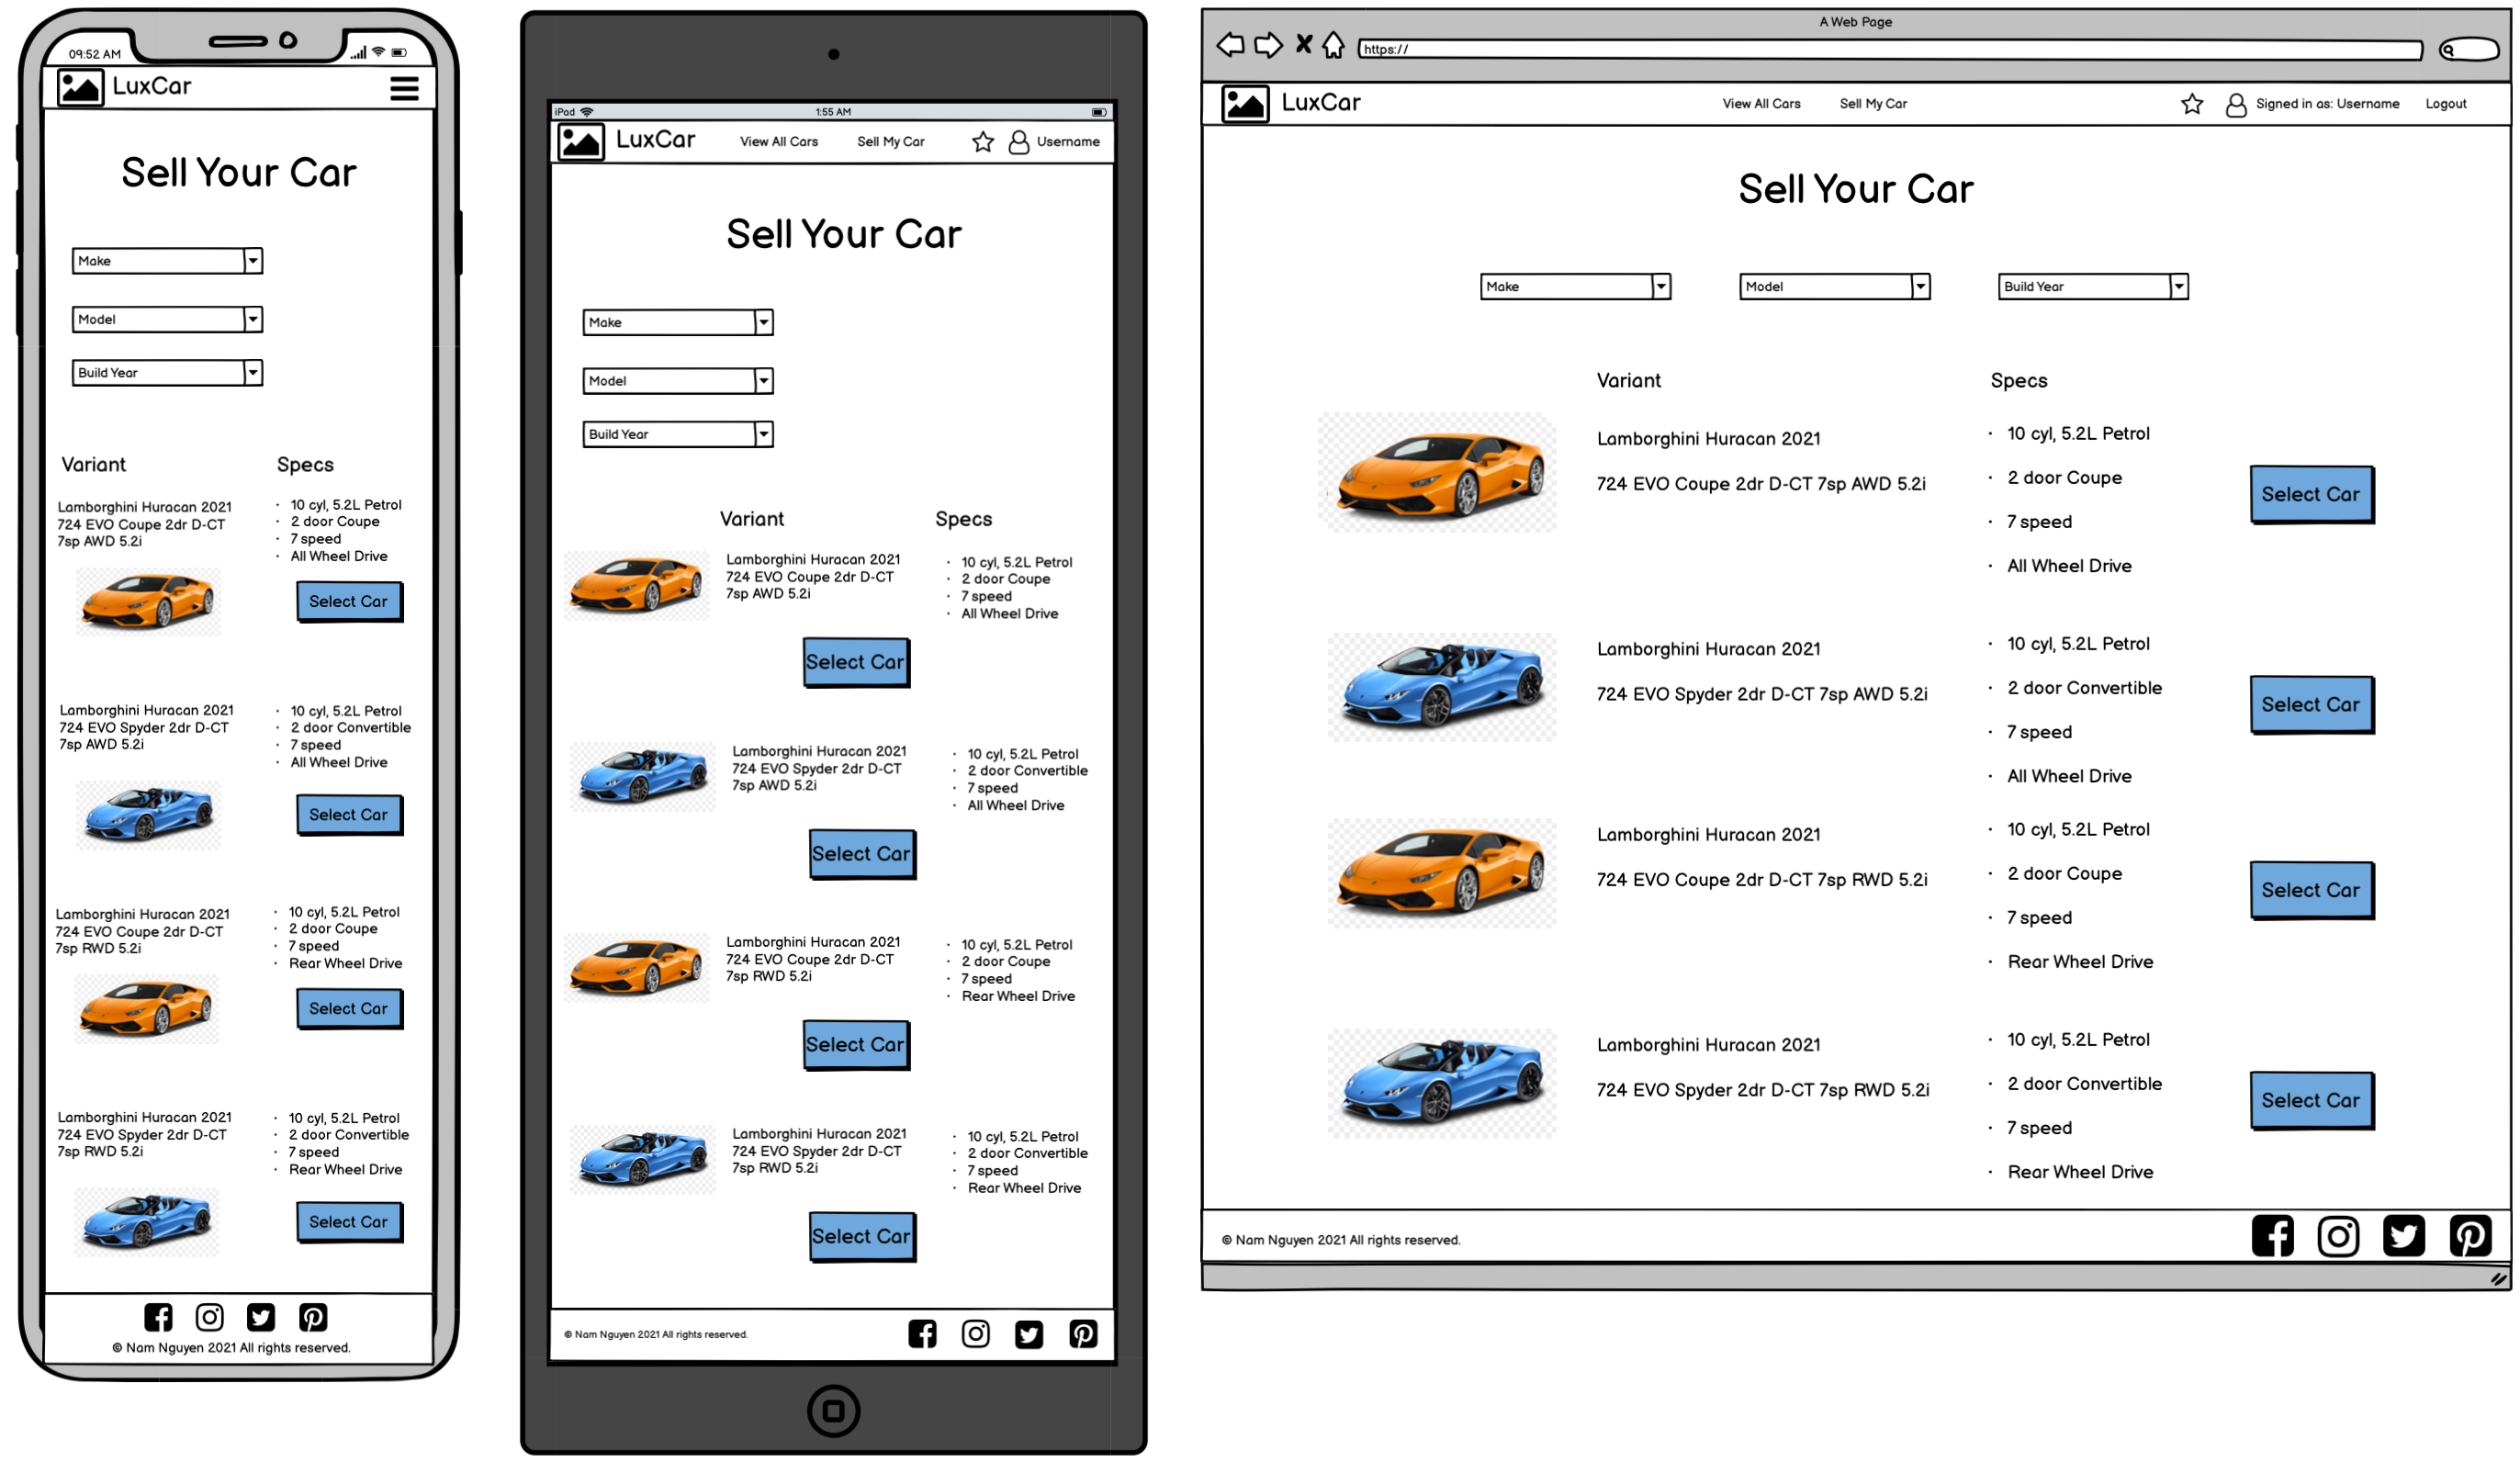 09:52 AM
LuxCar
Sell Your Car
Make
Model
Build Year
Variant
Specs
Lamborghini Huracan 2021
724 EVO Coupe 2dr D-CT
7sp AWD 5.2i
· 10 cyl, 5.2L Petrol
· 2 door Coupe
· 7 speed
· All Wheel Drive
Select Car
Lamborghini Huracan 2021
724 EVO Spyder 2dr D-CT
7sp AWD 5.2i
· 10 cyl, 5.2L Petrol
· 2 door Convertible
· 7 speed
· All Wheel Drive
Select Car
Lamborghini Huracan 2021
724 EVO Coupe 2dr D-CT
7sp RWD 5.2i
· 10 cyl, 5.2L Petrol
· 2 door Coupe
· 7 speed
· Rear Wheel Drive
Select Car
Lamborghini Huracan 2021
724 EVO Spyder 2dr D-CT
7sp RWD 5.2i
· 10 cyl, 5.2L Petrol
· 2 door Convertible
· 7 speed
· Rear Wheel Drive
Select Car
© Nam Nguyen 2021 All rights reserved.
iPad
1:55 AM
LuxCar
View All Cars
Sell My Car
Username
Sell Your Car
Make
Model
Build Year
Variant
Specs
Lamborghini Huracan 2021
724 EVO Coupe 2dr D-CT
7sp AWD 5.2i
· 10 cyl, 5.2L Petrol
· 2 door Coupe
· 7 speed
· All Wheel Drive
Select Car
Lamborghini Huracan 2021
724 EVO Spyder 2dr D-CT
7sp AWD 5.2i
· 10 cyl, 5.2L Petrol
· 2 door Convertible
· 7 speed
· All Wheel Drive
Select Car
Lamborghini Huracan 2021
724 EVO Coupe 2dr D-CT
7sp RWD 5.2i
· 10 cyl, 5.2L Petrol
· 2 door Coupe
· 7 speed
· Rear Wheel Drive
Select Car
Lamborghini Huracan 2021
724 EVO Spyder 2dr D-CT
7sp RWD 5.2i
· 10 cyl, 5.2L Petrol
· 2 door Convertible
· 7 speed
· Rear Wheel Drive
Select Car
© Nam Nguyen 2021 All rights reserved.
A Web Page
https://
LuxCar
View All Cars
Sell My Car
Signed in as: Username
Logout
Sell Your Car
Make
Model
Build Year
Variant
Specs
Lamborghini Huracan 2021
724 EVO Coupe 2dr D-CT 7sp AWD 5.2i
· 10 cyl, 5.2L Petrol
· 2 door Coupe
· 7 speed
· All Wheel Drive
Select Car
Lamborghini Huracan 2021
724 EVO Spyder 2dr D-CT 7sp AWD 5.2i
· 10 cyl, 5.2L Petrol
· 2 door Convertible
· 7 speed
· All Wheel Drive
Select Car
Lamborghini Huracan 2021
724 EVO Coupe 2dr D-CT 7sp RWD 5.2i
· 10 cyl, 5.2L Petrol
· 2 door Coupe
· 7 speed
· Rear Wheel Drive
Select Car
Lamborghini Huracan 2021
724 EVO Spyder 2dr D-CT 7sp RWD 5.2i
· 10 cyl, 5.2L Petrol
· 2 door Convertible
· 7 speed
· Rear Wheel Drive
Select Car
© Nam Nguyen 2021 All rights reserved.